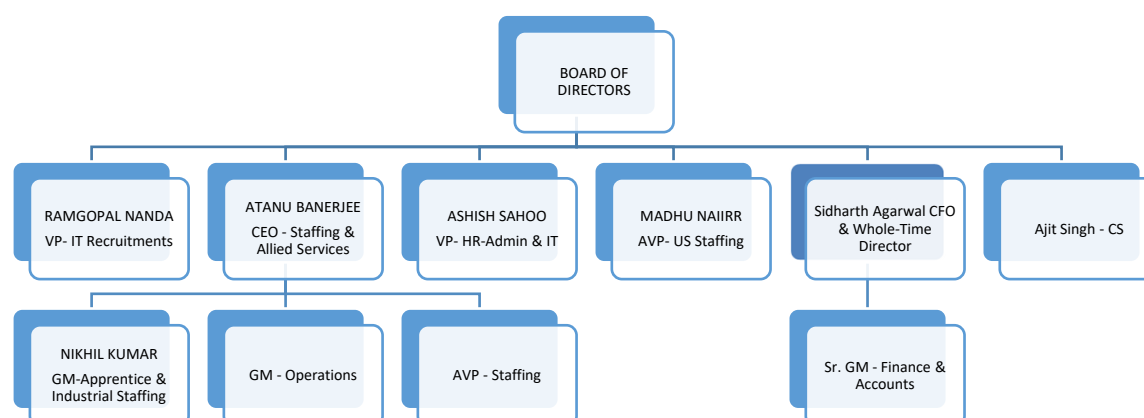 BOARD OF
DIRECTORS
RAMGOPAL NANDA
VP- IT Recruitments
ATANU BANERJEE
CEO - Staffing &
Allied Services
ASHISH SAHOO
VP- HR-Admin & IT
MADHU NAIIRR
AVP- US Staffing
Sidharth Agarwal CFO
& Whole-Time
Director
Ajit Singh - CS
NIKHIL KUMAR
GM-Apprentice &
Industrial Staffing
GM - Operations
AVP - Staffing
Sr. GM - Finance &
Accounts